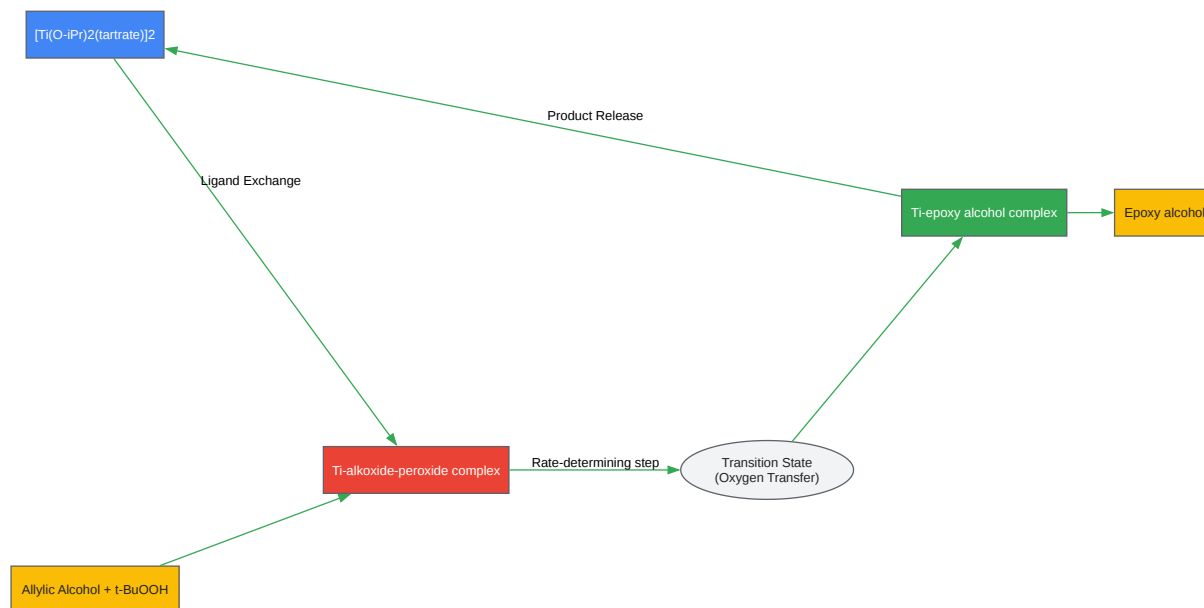 [Ti(O-iPr)2(tartrate)]2
Product Release
Ligand Exchange
Ti-epoxy alcohol complex
Epoxy alcohol
Rate-determining step
Ti-alkoxide-peroxide complex
Transition State
(Oxygen Transfer)
Allylic Alcohol + t-BuOOH